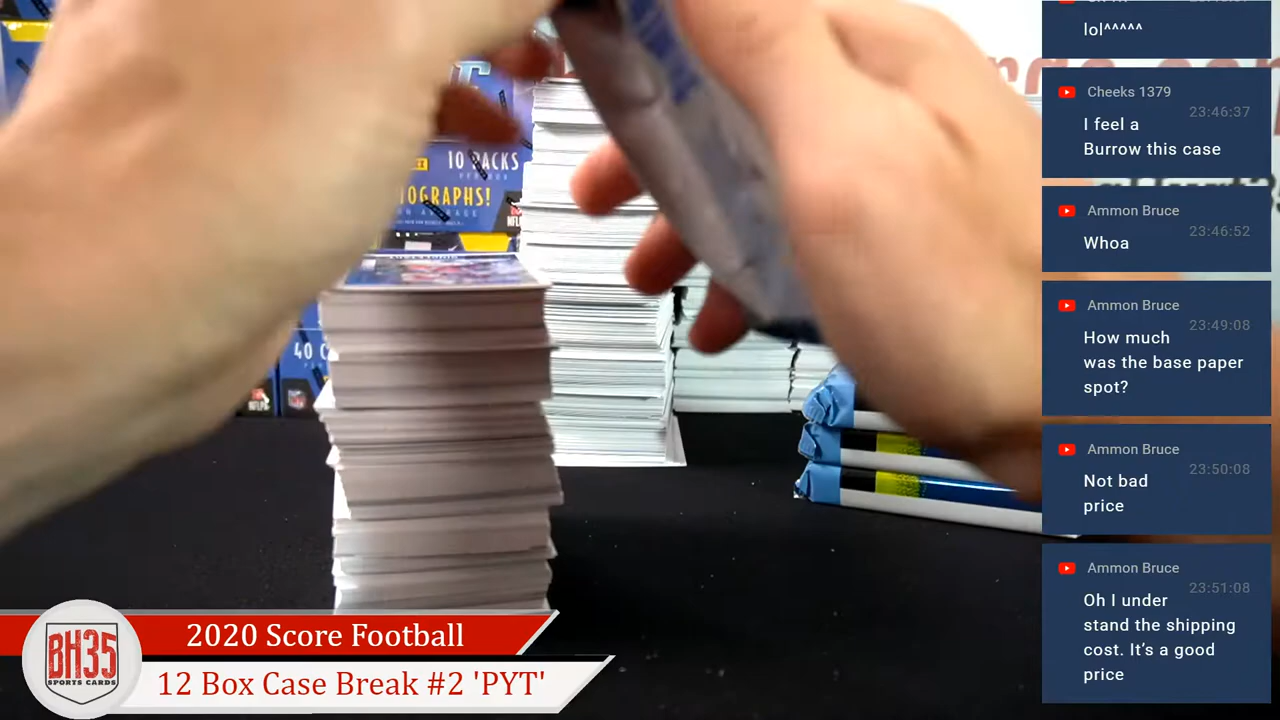 lol^^^^^
Cheeks 1379
23:46:37
I feel a
Burrow this case
Ammon Bruce
23:46:52
Whoa
Ammon Bruce
23:49:08
How much
was the base paper
spot?
Ammon Bruce
23:50:08
Not bad
price
Ammon Bruce
23:51:08
Oh I under
stand the shipping
cost. It's a good
price
10 PACKS
OGRAPHS!
40 C
NFL
BH35
SPORTS CARDS
2020 Score Football
12 Box Case Break #2 'PYT'